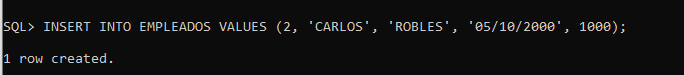 SQL> INSERT INTO EMPLEADOS VALUES (2, 'CARLOS', 'ROBLES', '05/10/2000', 1000);
1 row created.